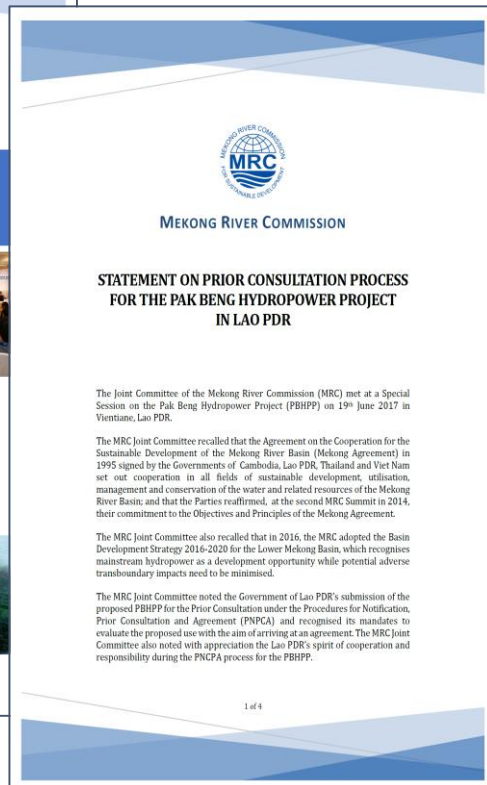 MEKONG RIVER COMMISSION
FOR SUSTAINABLE DEVELOPMENT
MRC
MEKONG RIVER COMMISSION
STATEMENT ON PRIOR CONSULTATION PROCESS
FOR THE PAK BENG HYDROPOWER PROJECT
IN LAO PDR
The Joint Committee of the Mekong River Commission (MRC) met at a Special
Session on the Pak Beng Hydropower Project (PBHPP) on 19th June 2017 in
Vientiane, Lao PDR.
The MRC Joint Committee recalled that the Agreement on the Cooperation for the
Sustainable Development of the Mekong River Basin (Mekong Agreement) in
1995 signed by the Governments of Cambodia, Lao PDR, Thailand and Viet Nam
set out cooperation in all fields of sustainable development, utilisation,
management and conservation of the water and related resources of the Mekong
River Basin; and that the Parties reaffirmed, at the second MRC Summit in 2014,
their commitment to the Objectives and Principles of the Mekong Agreement.
The MRC Joint Committee also recalled that in 2016, the MRC adopted the Basin
Development Strategy 2016-2020 for the Lower Mekong Basin, which recognises
mainstream hydropower as a development opportunity while potential adverse
transboundary impacts need to be minimised.
The MRC Joint Committee noted the Government of Lao PDR's submission of the
proposed PBHPP for the Prior Consultation under the Procedures for Notification,
Prior Consultation and Agreement (PNPCA) and recognised its mandates to
evaluate the proposed use with the aim of arriving at an agreement. The MRC Joint
Committee also noted with appreciation the Lao PDR's spirit of cooperation and
responsibility during the PNCPA process for the PBHPP.
1 of 4